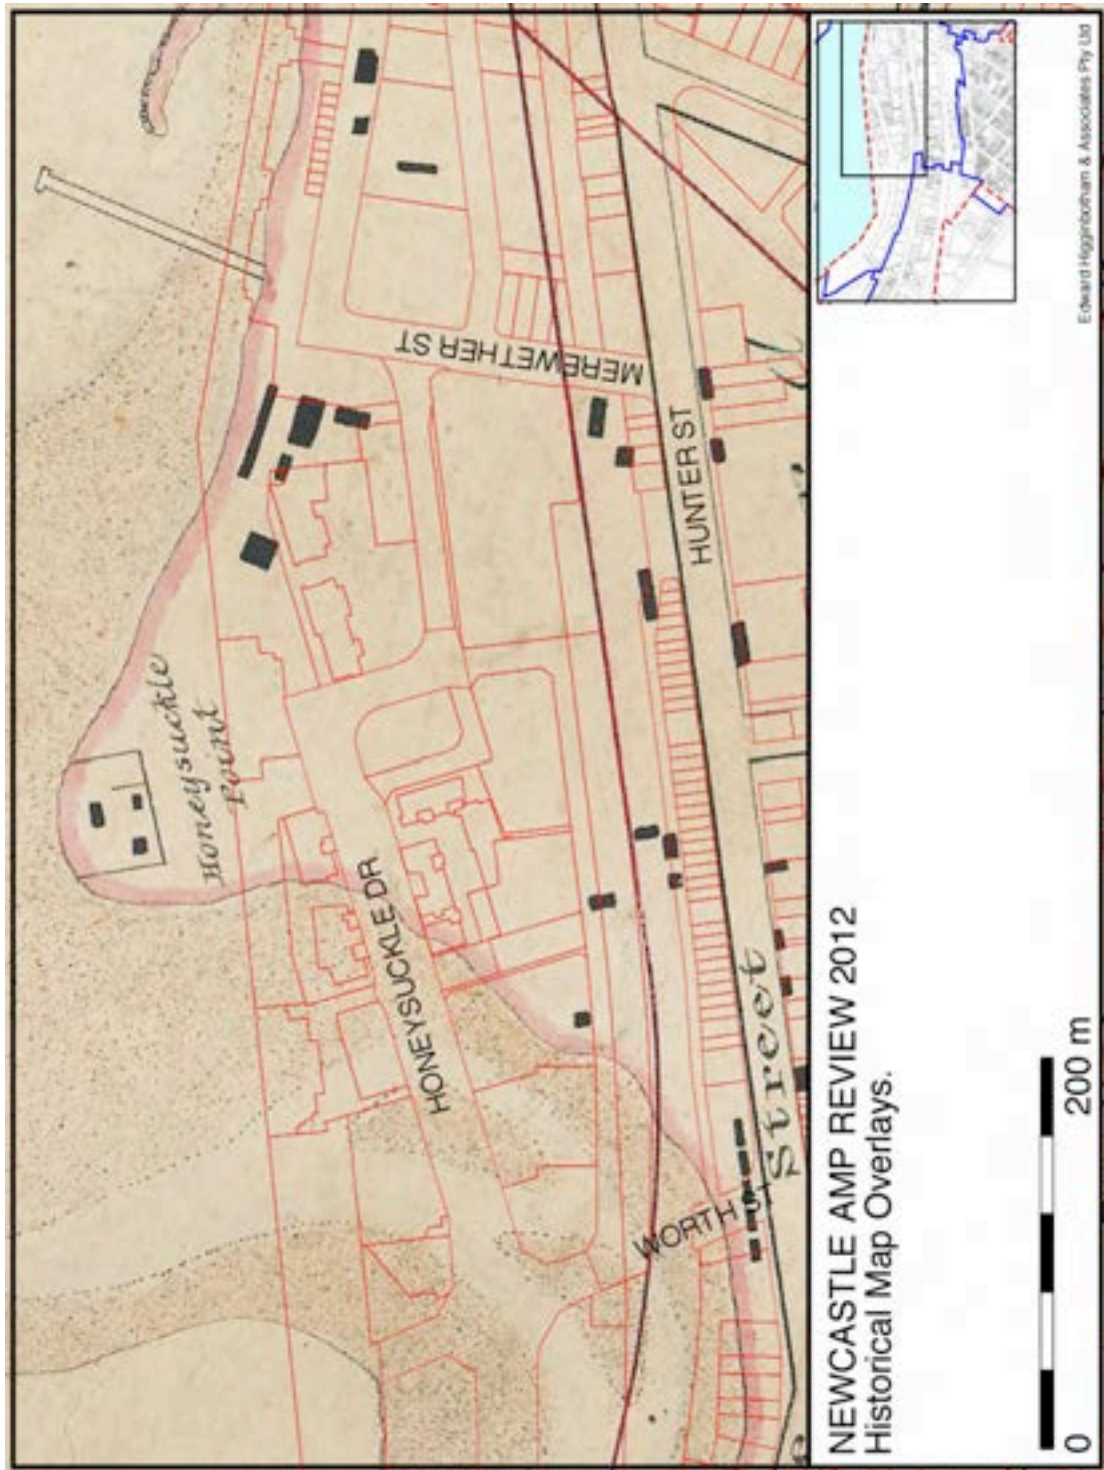 Honeysuckle
Point
MEREWETHER ST
HUNTER ST
HONEYSUCKLE DR
WORTH ST
Street
NEWCASTLE AMP REVIEW 2012
Historical Map Overlays.
0
200 m
Edward Higginbotham & Associates Pty Ltd